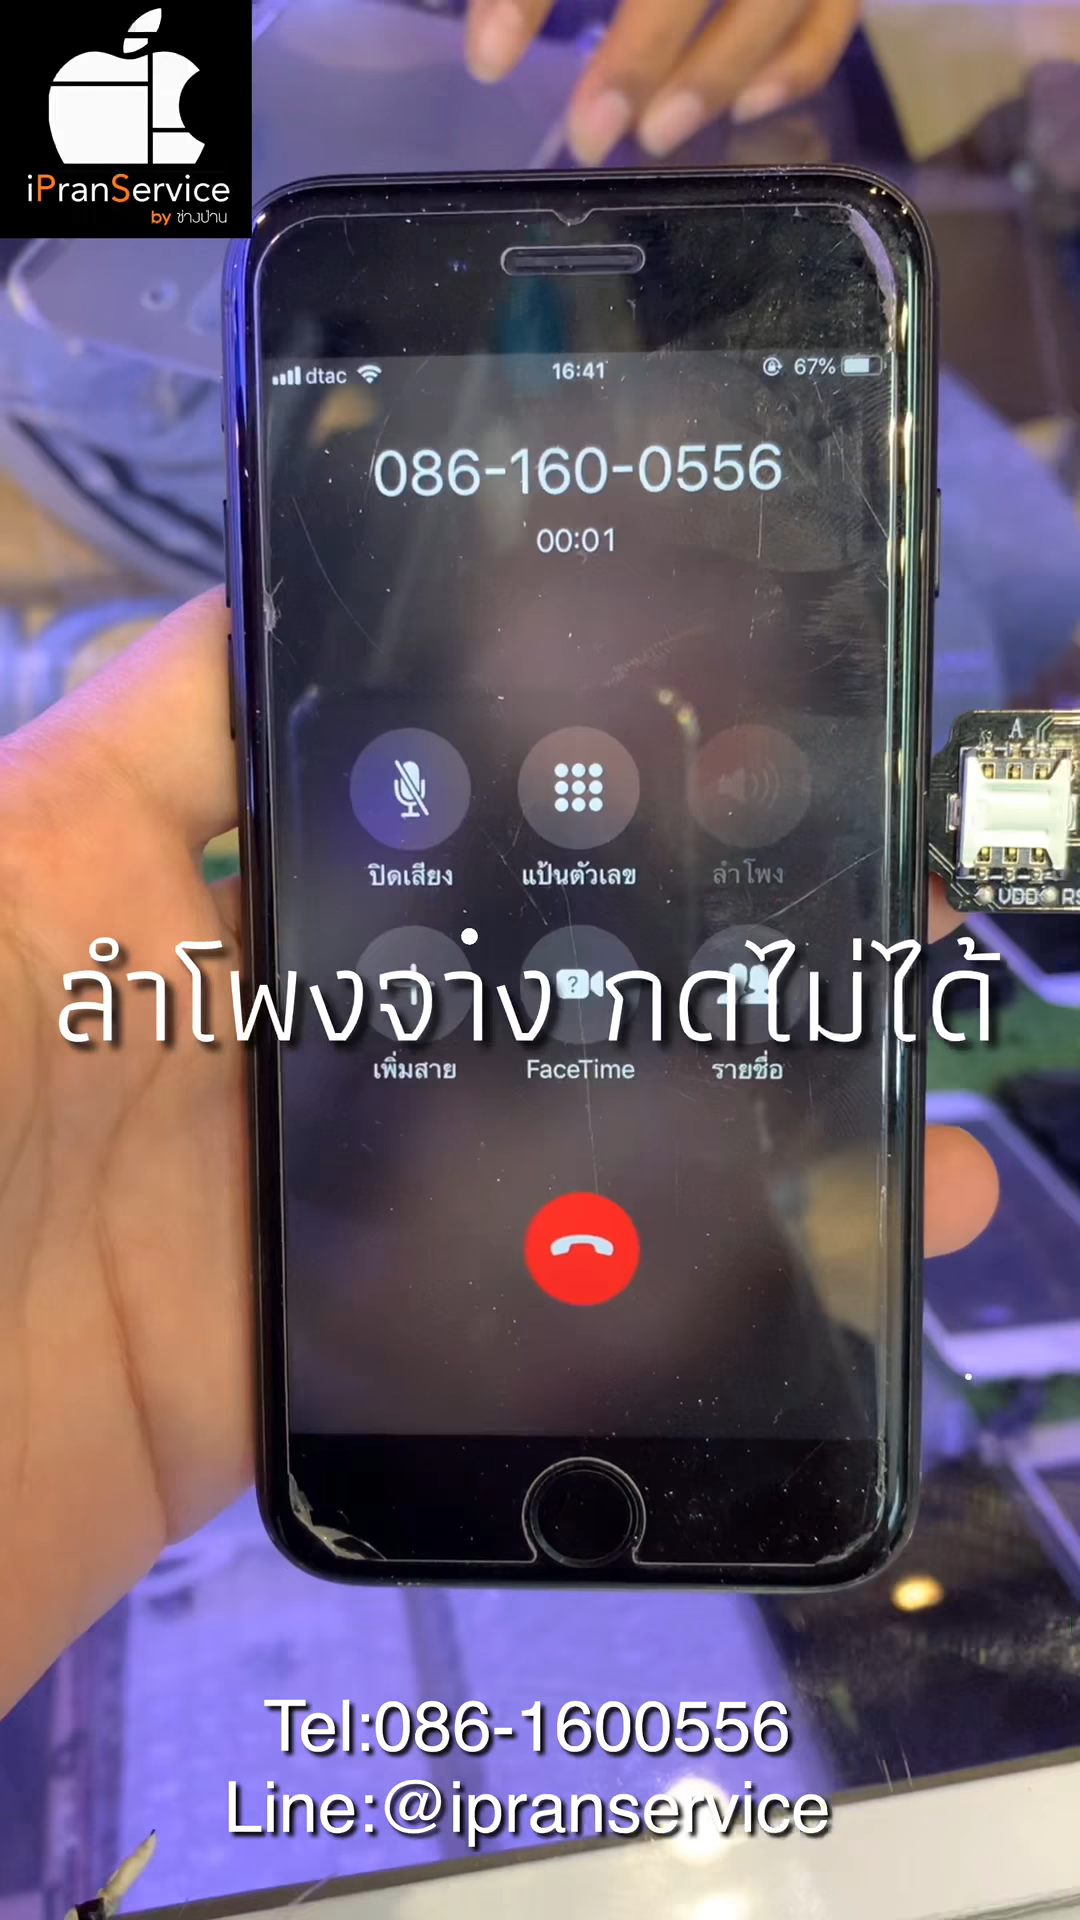 iPranService
by ช่างปาน
dtac
16:41
67%
086-160-0556
00:01
ปิดเสียง
แป้นตัวเลข
ลำโพง
ลำโพงจาง กดไม่ได้
เพิ่มสาย
FaceTime
รายชื่อ
A
VDD
RS
Tel:086-1600556
Line:@ipranservice